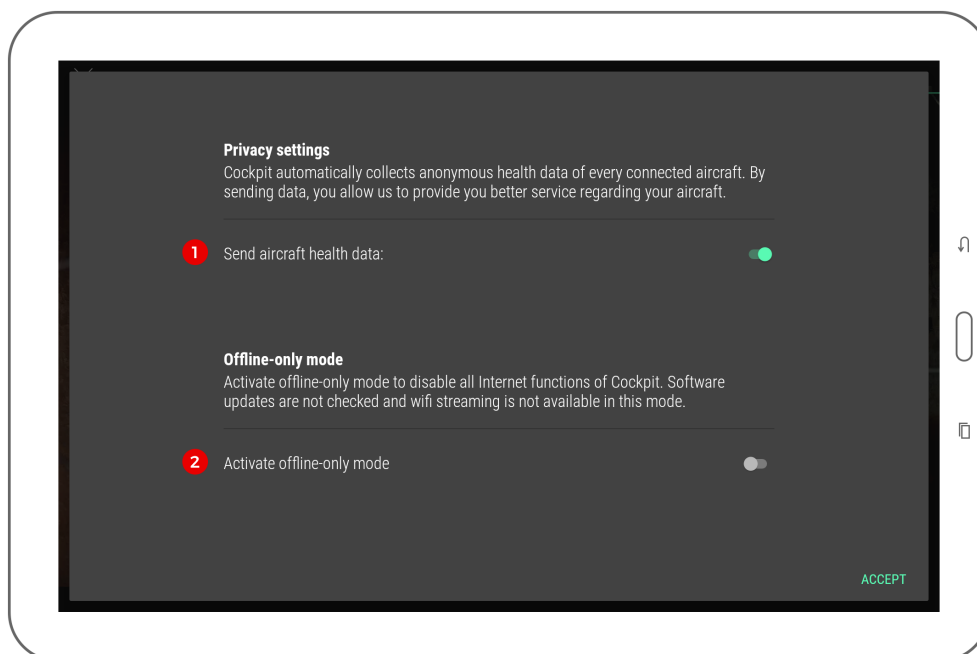 Privacy settings
Cockpit automatically collects anonymous health data of every connected aircraft. By
sending data, you allow us to provide you better service regarding your aircraft.
1 Send aircraft health data:
Offline-only mode
Activate offline-only mode to disable all Internet functions of Cockpit. Software
updates are not checked and wifi streaming is not available in this mode.
2 Activate offline-only mode
ACCEPT